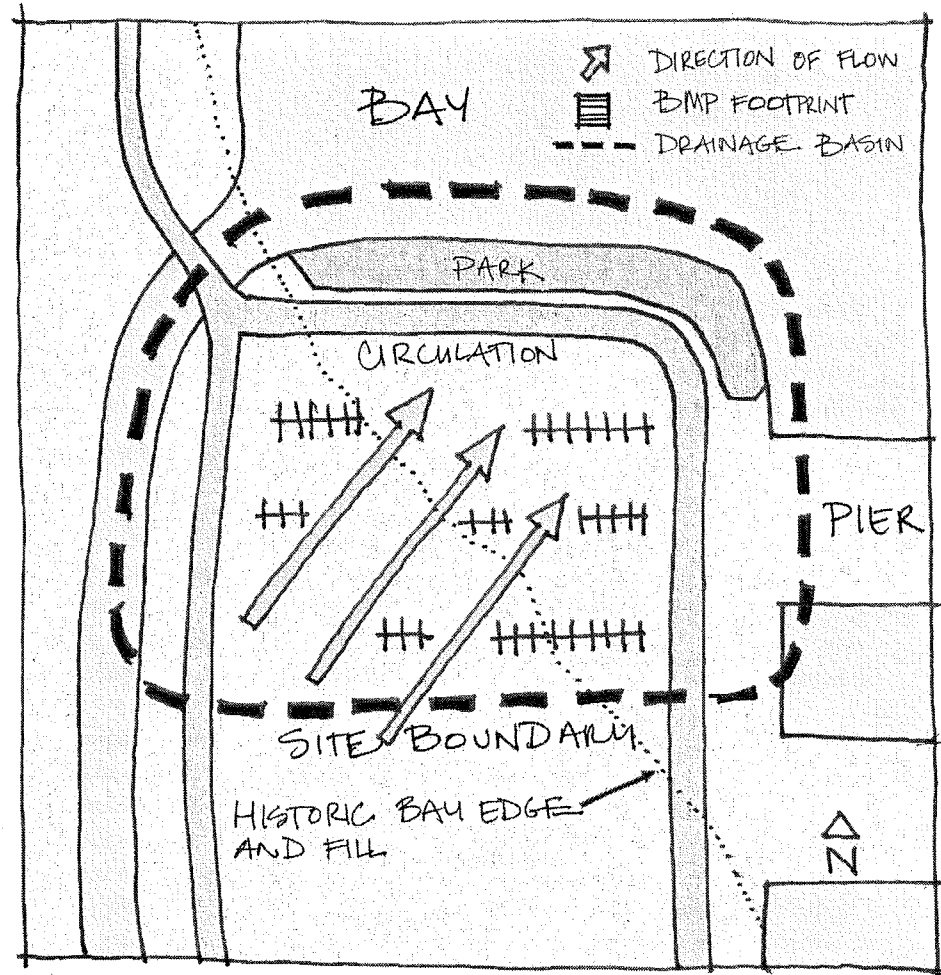 DIRECTION OF FLOW
BAY
BMP FOOTPRINT
DRAINAGE BASIN
PARK
CIRCULATION
PIER
SITE BOUNDARY
HISTORIC BAY EDGE
AND FILL
N